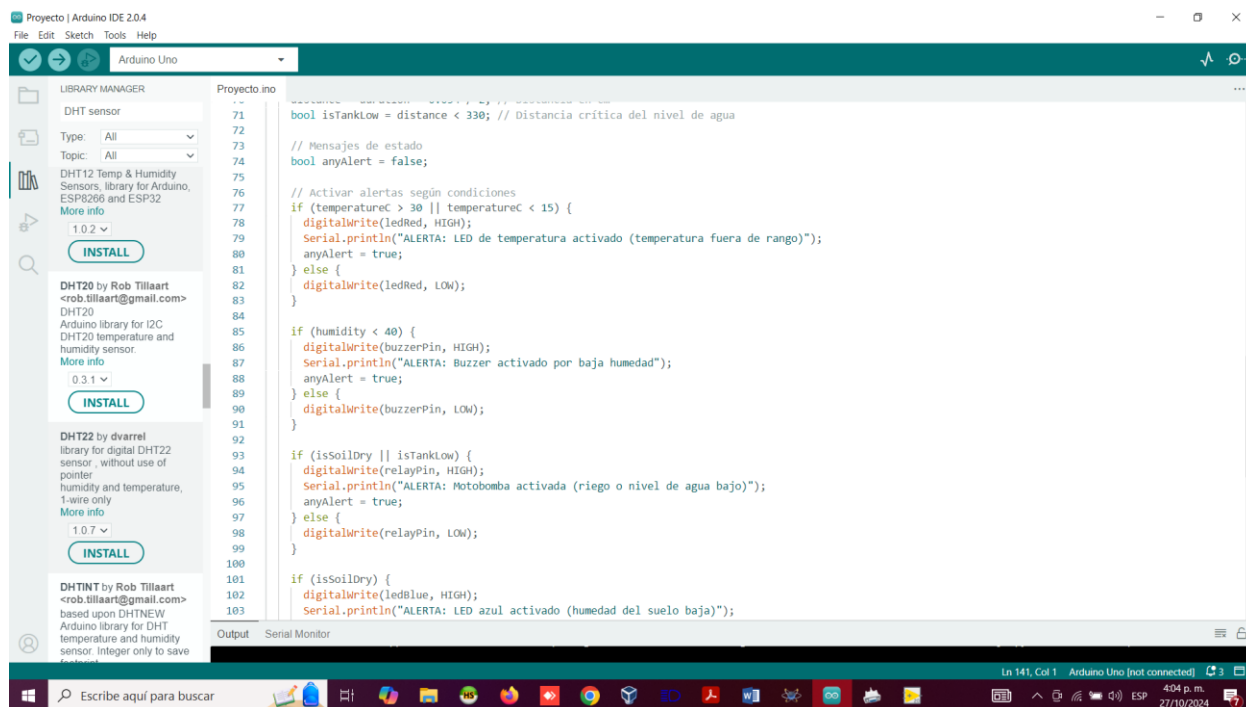 Proyecto | Arduino IDE 2.0.4
File Edit Sketch Tools Help
Arduino Uno
LIBRARY MANAGER
DHT sensor
Type: All
Topic: All
DHT12 Temp & Humidity
Sensors, library for Arduino,
ESP8266 and ESP32
More info
1.0.2
INSTALL
DHT20 by Rob Tillaart
<rob.tillaart@gmail.com>
DHT20
Arduino library for I2C
DHT20 temperature and
humidity sensor.
More info
0.3.1
INSTALL
DHT22 by dvarrel
library for digital DHT22
sensor , without use of
pointer
humidity and temperature,
1-wire only
More info
1.0.7
INSTALL
DHTINT by Rob Tillaart
<rob.tillaart@gmail.com>
based upon DHTNEW
Arduino library for DHT
temperature and humidity
sensor. Integer only to save
Proyecto.ino
71 bool isTankLow = distance < 330; // Distancia crítica del nivel de agua
72
73 // Mensajes de estado
74 bool anyAlert = false;
75
76 // Activar alertas según condiciones
77 if (temperatureC > 30 || temperatureC < 15) {
78 digitalWrite(ledRed, HIGH);
79 Serial.println("ALERTA: LED de temperatura activado (temperatura fuera de rango)");
80 anyAlert = true;
81 } else {
82 digitalWrite(ledRed, LOW);
83 }
84
85 if (humidity < 40) {
86 digitalWrite(buzzerPin, HIGH);
87 Serial.println("ALERTA: Buzzer activado por baja humedad");
88 anyAlert = true;
89 } else {
90 digitalWrite(buzzerPin, LOW);
91 }
92
93 if (isSoilDry || isTankLow) {
94 digitalWrite(relayPin, HIGH);
95 Serial.println("ALERTA: Motobomba activada (riego o nivel de agua bajo)");
96 anyAlert = true;
97 } else {
98 digitalWrite(relayPin, LOW);
99 }
100
101 if (isSoilDry) {
102 digitalWrite(ledBlue, HIGH);
103 Serial.println("ALERTA: LED azul activado (humedad del suelo baja)");
Output Serial Monitor
Ln 141, Col 1 Arduino Uno [not connected] 3
Escribe aquí para buscar
HS
ESP
4:04 p. m.
27/10/2024
7